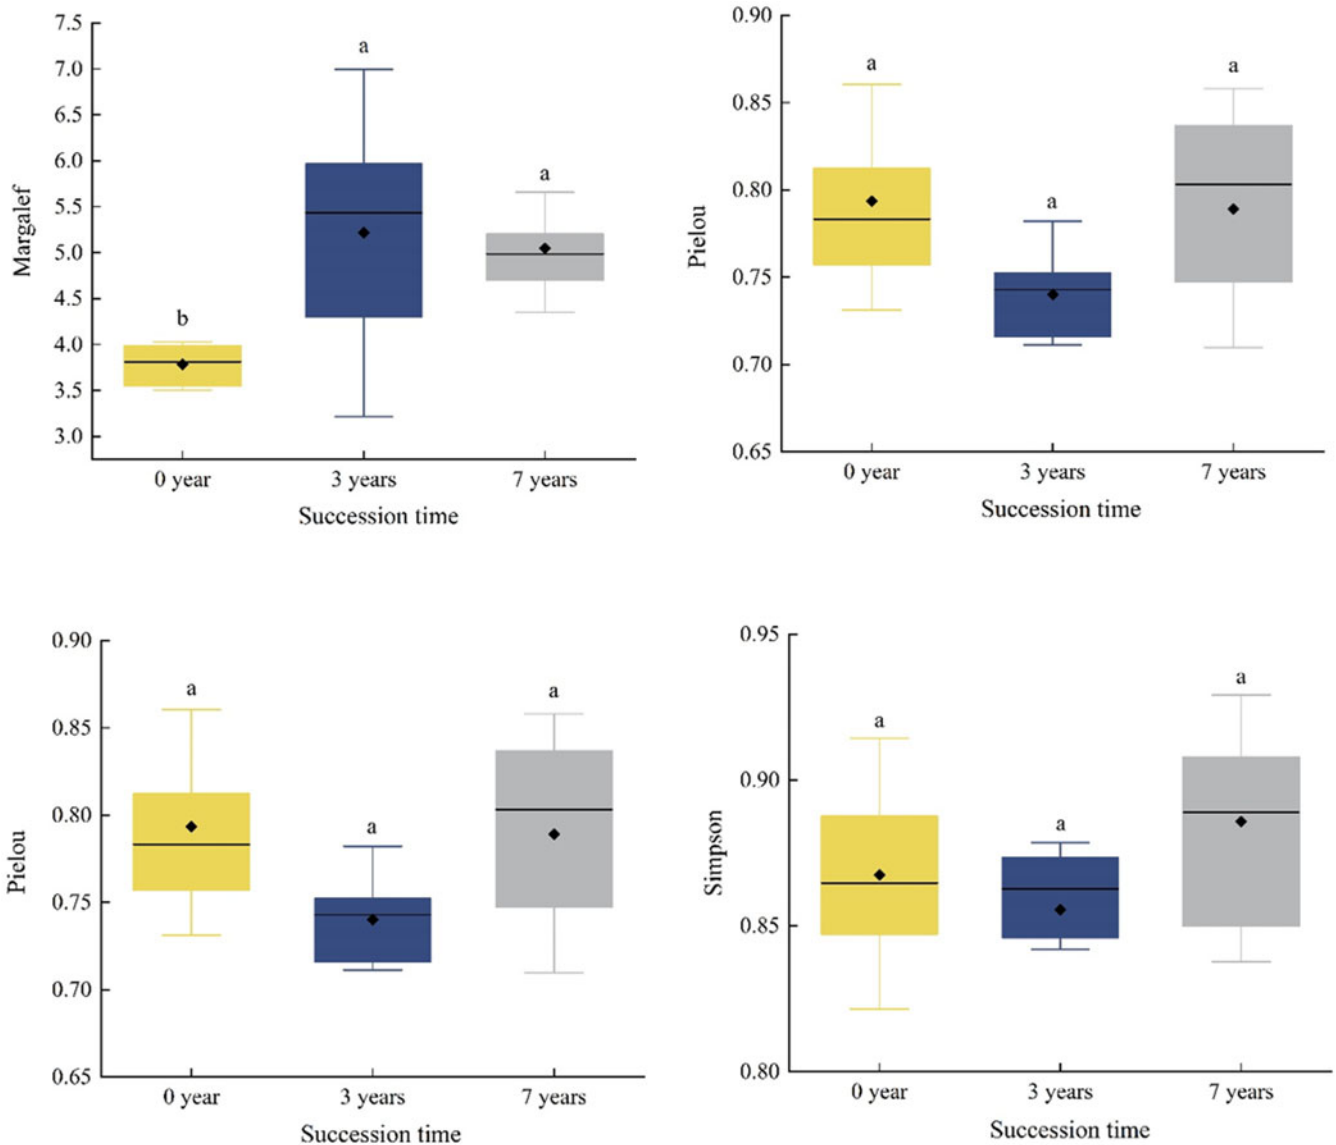 7.5
7.0
6.5
6.0
5.5
5.0
4.5
4.0
3.5
3.0
Margalef
b
a
a
0 year
3 years
7 years
Succession time
0.90
0.85
0.80
0.75
0.70
0.65
Pielou
a
a
a
0 year
3 years
7 years
Succession time
0.90
0.85
0.80
0.75
0.70
0.65
Pielou
a
a
a
0 year
3 years
7 years
Succession time
0.95
0.90
0.85
0.80
Simpson
a
a
a
0 year
3 years
7 years
Succession time